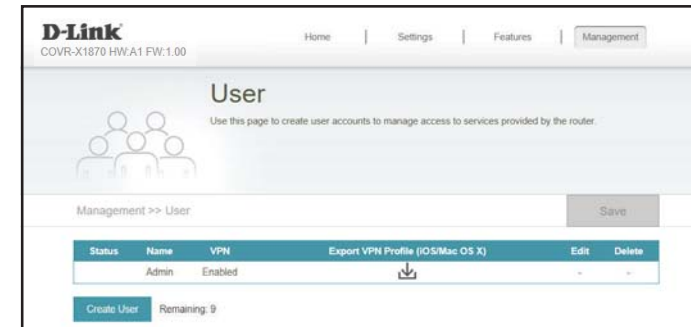 D-Link
COVR-X1870 HW:A1 FW:1.00
Home | Settings | Features | Management
User
Use this page to create user accounts to manage access to services provided by the router.
Management >> User
Save
Status Name VPN Export VPN Profile (iOS/Mac OS X) Edit Delete
Admin Enabled - -
Create User Remaining: 9